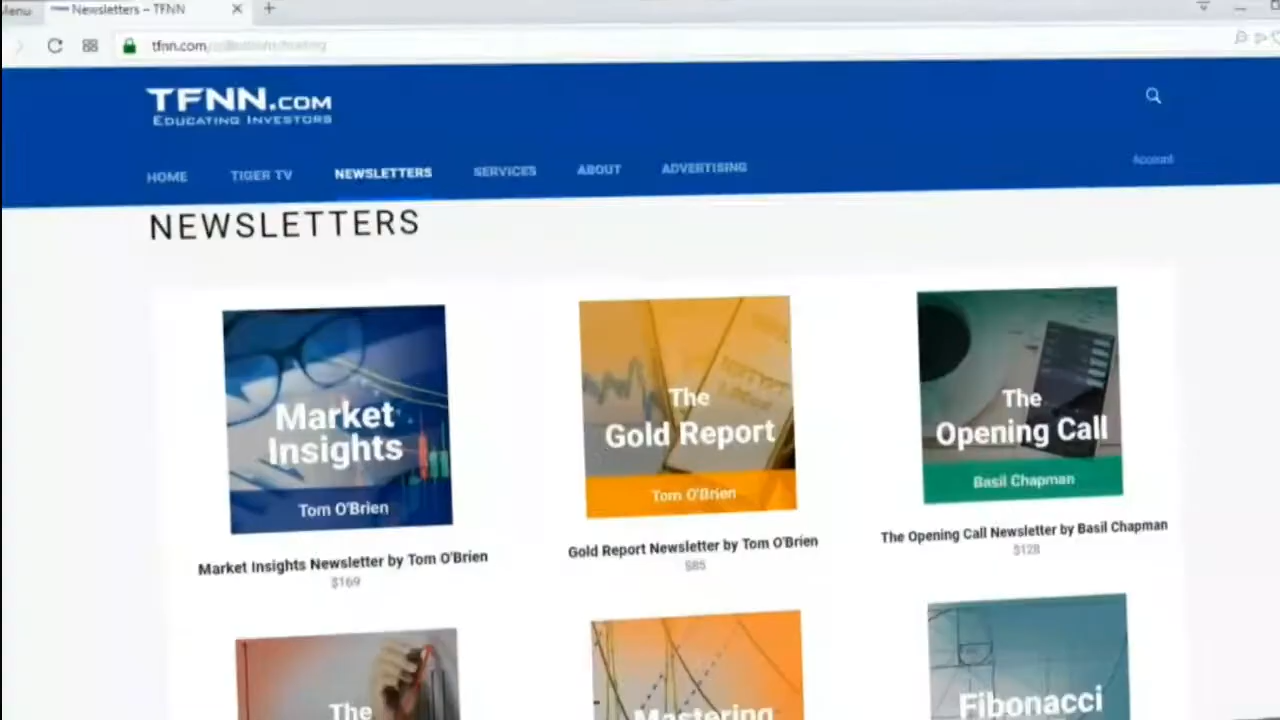 Menu
Newsletters – TFNN
tfnn.com
TFNN.COM
EDUCATING INVESTORS
HOME
TIGER TV
NEWSLETTERS
SERVICES
ABOUT
ADVERTISING
Account
NEWSLETTERS
Market
Insights
Tom O'Brien
The
Gold Report
Tom O'Brien
The
Opening Call
Basil Chapman
Market Insights Newsletter by Tom O'Brien
$169
Gold Report Newsletter by Tom O'Brien
$85
The Opening Call Newsletter by Basil Chapman
$128
The
Mastering
Fibonacci